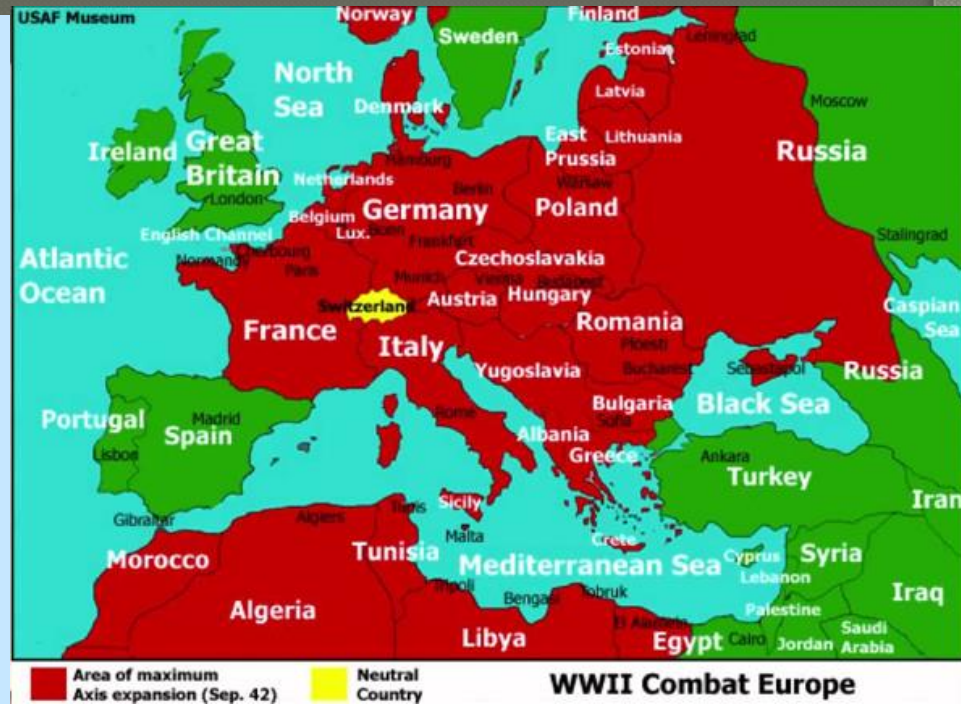 USAF Museum
Norway
Finland
Sweden
Leningrad
Estonia
North
Sea
Latvia
Moscow
Denmark
Lithuania
East
Prussia
Ireland
Great
Britain
Russia
Hamburg
Netherlands
Berlin
Warsaw
London
Belgium
Germany
Poland
Lux.
English Channel
Frankfurt
Stalingrad
Cherbourg
Normandy
Paris
Czechoslovakia
Atlantic
Ocean
Munich
Vienna
Budapest
Switzerland
Austria
Hungary
Caspian
Sea
France
Romania
Italy
Ploesti
Yugoslavia
Bucharest
Sebastapol
Russia
Portugal
Madrid
Spain
Rome
Bulgaria
Sofia
Black Sea
Albania
Lisbon
Greece
Ankara
Turkey
Iran
Sicily
Gibraltar
Algiers
Tunis
Malta
Crete
Morocco
Tunisia
Mediterranean Sea
Cyprus
Syria
Lebanon
Tripoli
Bengasi
Tobruk
Iraq
Algeria
Palestine
Libya
El Alamein
Egypt
Cairo
Jordan
Saudi
Arabia
Area of maximum
Axis expansion (Sep. 42)
Neutral
Country
WWII Combat Europe